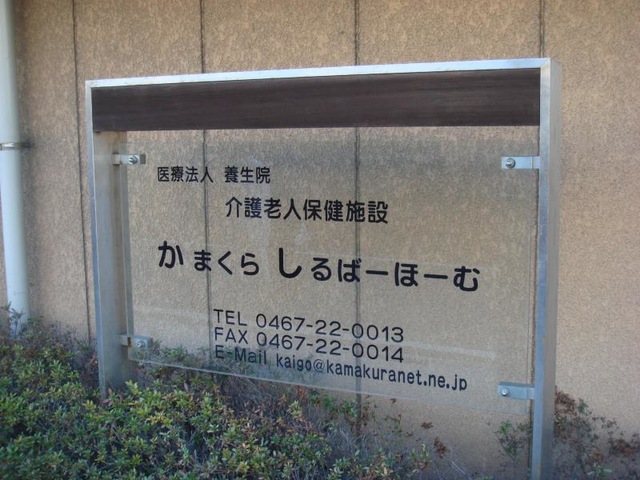 医療法人 養生院
介護老人保健施設
かまくら しるばーほーむ
TEL 0467-22-0013
FAX 0467-22-0014
E-Mail kaigo@kamakuranet.ne.jp